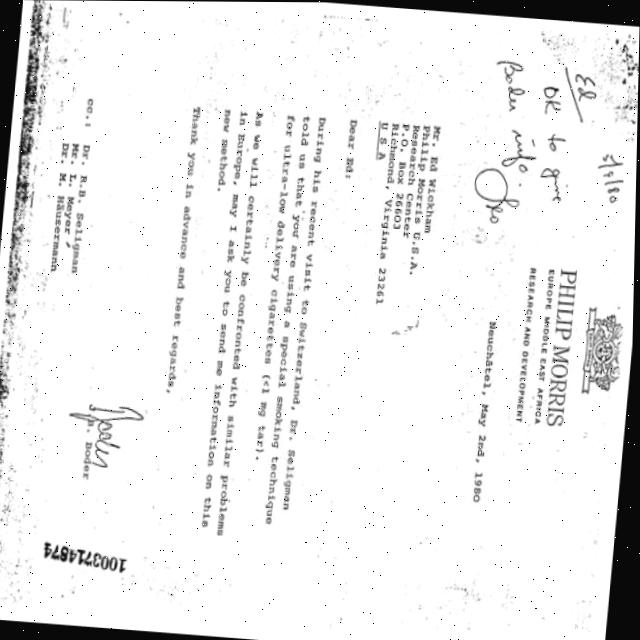 5/9/80
Ed
OK to give
Boder info.
PHILIP MORRIS
EUROPE MIDDLE EAST AFRICA
RESEARCH AND DEVELOPMENT
Neuchâtel, May 2nd, 1980
Mr. Ed Wickham
Philip Morris U.S.A.
Research Center
P.O. Box 26603
Richmond, Virginia 23261
U S A
Dear Ed:
During his recent visit to Switzerland, Dr. Seligman
told us that you are using a special smoking technique
for ultra-low delivery cigarettes (<1 mg tar).
As we will certainly be confronted with similar problems
in Europe, may I ask you to send me information on this
new method.
Thank you in advance and best regards,
Boder
. Boder
cc.: Dr. R.B. Seligman
Mr. L. Meyer
Dr. M. Häusermann
1003714874